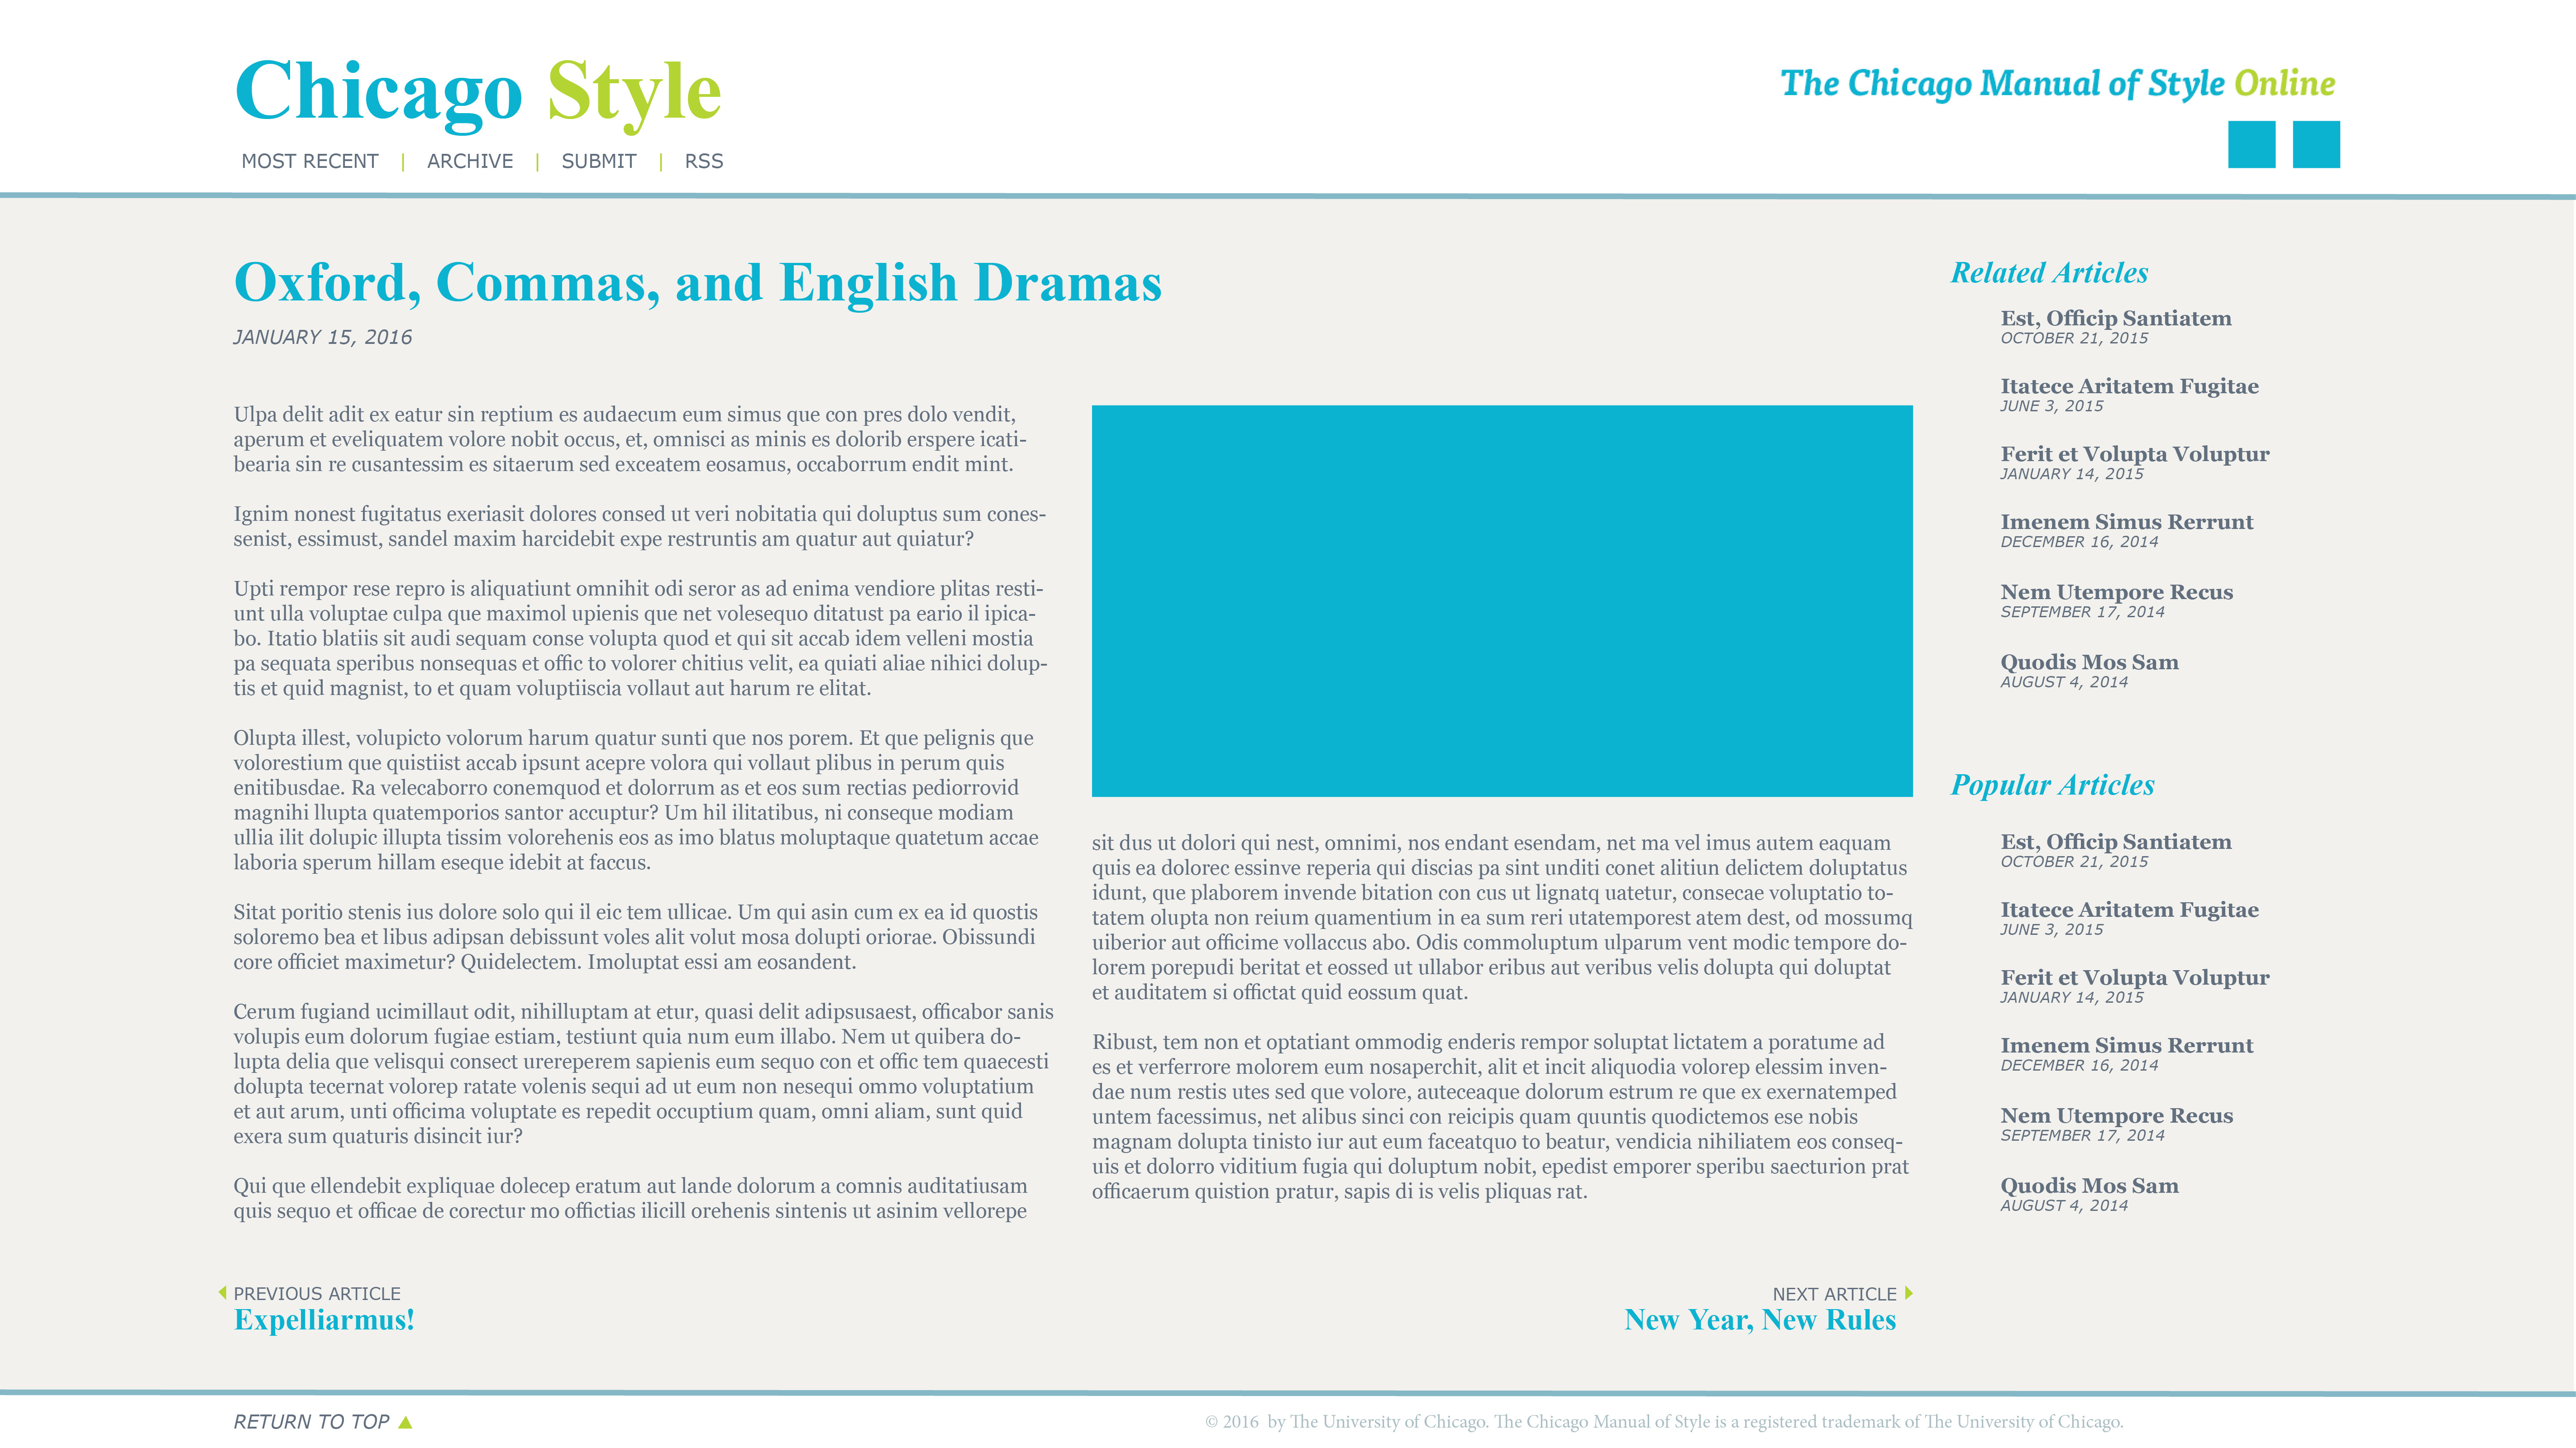 Chicago Style
The Chicago Manual of Style Online
MOST RECENT | ARCHIVE | SUBMIT | RSS
Oxford, Commas, and English Dramas
JANUARY 15, 2016
Ulpa delit adit ex eatur sin reptium es audaecum eum simus que con pres dolo vendit,
aperum et eveliquatem volore nobit occus, et, omnisci as minis es dolorib erspere icati-
bearia sin re cusantessim es sitaerum sed exceatem eosamus, occaborrum endit mint.
Ignim nonest fugitatus exeriasit dolores consed ut veri nobitatia qui doluptus sum cones-
senist, essimust, sandel maxim harcidebit expe restruntis am quatur aut quiatur?
Upti rempor rese repro is aliquatiunt omnihit odi seror as ad enima vendiore plitas resti-
unt ulla voluptae culpa que maximol upienis que net volesequo ditatust pa eario il ipica-
bo. Itatio blatiis sit audi sequam conse volupta quod et qui sit accab idem velleni mostia
pa sequata speribus nonsequas et offic to volorer chitius velit, ea quiati aliae nihici dolup-
tis et quid magnist, to et quam voluptiiscia vollaut aut harum re elitat.
Olupta illest, volupicto volorum harum quatur sunti que nos porem. Et que pelignis que
volorestium que quistiist accab ipsunt acepre volora qui vollaut plibus in perum quis
enitibusdae. Ra velecaborro conemquod et dolorrum as et eos sum rectias pediorrovid
magnihi llupta quatemporios santor accuptur? Um hil ilitatibus, ni conseque modiam
ullia ilit dolupic illupta tissim volorehenis eos as imo blatus moluptaque quatetum accae
laboria sperum hillam eseque idebit at faccus.
Sitat poritio stenis ius dolore solo qui il eic tem ullicae. Um qui asin cum ex ea id quostis
soloremo bea et libus adipsan debissunt voles alit volut mosa dolupti oriorae. Obissundi
core officiet maximetur? Quidelectem. Imoluptat essi am eosandent.
Cerum fugiand ucimillaut odit, nihilluptam at etur, quasi delit adipsusaest, officabor sanis
volupis eum dolorum fugiae estiam, testiunt quia num eum illabo. Nem ut quibera do-
lupta delia que velisqui consect urereperem sapienis eum sequo con et offic tem quaecesti
dolupta tecernat volorep ratate volenis sequi ad ut eum non nesequi ommo voluptatium
et aut arum, unti officima voluptate es repedit occuptium quam, omni aliam, sunt quid
exera sum quaturis disincit iur?
Qui que ellendebit expliquae dolecep eratum aut lande dolorum a comnis auditatiusam
quis sequo et officae de corectur mo offictias ilicill orehenis sintenis ut asinim vellorepe
sit dus ut dolori qui nest, omnimi, nos endant esendam, net ma vel imus autem eaquam
quis ea dolorec essinve reperia qui discias pa sint unditi conet alitiun delictem doluptatus
idunt, que plaborem invende bitation con cus ut lignatq uatetur, consecae voluptatio to-
tatem olupta non reium quamentium in ea sum reri utatemporest atem dest, od mossumq
uiberior aut officime vollaccus abo. Odis commoluptum ulparum vent modic tempore do-
lorem porepudi beritat et eossed ut ullabor eribus aut veribus velis dolupta qui doluptat
et auditatem si offictat quid eossum quat.
Ribust, tem non et optatiant ommodig enderis rempor soluptat lictatem a poratume ad
es et verferrore molorem eum nosaperchit, alit et incit aliquodia volorep elessim inven-
dae num restis utes sed que volore, auteceaque dolorum estrum re que ex exernatemped
untem facessimus, net alibus sinci con reicipis quam quuntis quodictemos ese nobis
magnam dolupta tinisto iur aut eum faceatquo to beatur, vendicia nihiliatem eos conseq-
uis et dolorro viditium fugia qui doluptum nobit, epedist emporer speribu saecturion prat
officaerum quistion pratur, sapis di is velis pliquas rat.
Related Articles
Est, Officip Santiatem
OCTOBER 21, 2015
Itatece Aritatem Fugitae
JUNE 3, 2015
Ferit et Volupta Voluptur
JANUARY 14, 2015
Imenem Simus Rerrunt
DECEMBER 16, 2014
Nem Utempore Recus
SEPTEMBER 17, 2014
Quodis Mos Sam
AUGUST 4, 2014
Popular Articles
Est, Officip Santiatem
OCTOBER 21, 2015
Itatece Aritatem Fugitae
JUNE 3, 2015
Ferit et Volupta Voluptur
JANUARY 14, 2015
Imenem Simus Rerrunt
DECEMBER 16, 2014
Nem Utempore Recus
SEPTEMBER 17, 2014
Quodis Mos Sam
AUGUST 4, 2014
PREVIOUS ARTICLE
Expelliarmus!
NEXT ARTICLE
New Year, New Rules
RETURN TO TOP
© 2016 by The University of Chicago. The Chicago Manual of Style is a registered trademark of The University of Chicago.